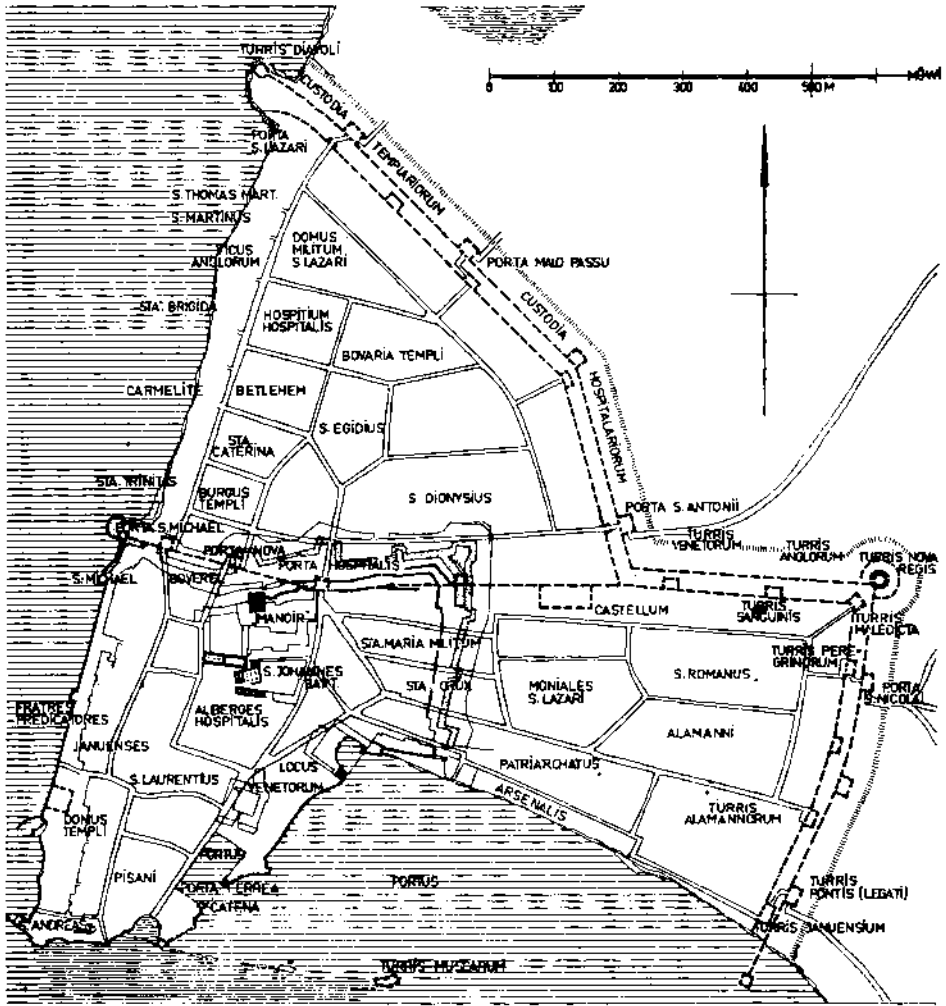 TURRIS DIAVOLI
0 100 200 300 400 500 M
CUSTODIA
TEMPLARIORUM
PORTA
S. LAZARI
S. THOMAS MART.
S. MARTINUS
VICUS
ANGLORUM
DOMUS
MILITUM
S. LAZARI
PORTA MALO PASSU
CUSTODIA
HOSPITALARIORUM
STA. BRIGIDA
HOSPITIUM
HOSPITALIS
BOVARIA TEMPLI
CARMELITE
BETLEHEM
S. EGIDIUS
STA.
CATERINA
STA. TRINITAS
BURGUS
TEMPLI
S. DIONYSIUS
PORTA S. ANTONII
PORTA S. MICHAEL
PORTA NOVA
PORTA HOSPITALIS
TURRIS
VENETORUM
TURRIS
ANGLORUM
TURRIS NOVA
REGIS
S. MICHAEL
BOVEREL
MANOIR
CASTELLUM
TURRIS
SANGUINIS
TURRIS
MALEDICTA
STA. MARIA MILITUM
TURRIS PERE-
GRINORUM
S. JOHANNES
BAPT.
STA. CRUX
MONIALES
S. LAZARI
S. ROMANUS
PORTA
S. NICOLAI
FRATRES
PREDICATORES
ALBERGES
HOSPITALIS
JANUENSES
ALAMANNI
S. LAURENTIUS
LOCUS
VENETORUM
PATRIARCHATUS
ARSENALIS
DOMUS
TEMPLI
TURRIS
ALAMANNORUM
PISANI
PORTUS
PORTA FERREA
CATENA
PORTUS
TURRIS
PONTIS (LEGATI)
S. ANDREAS
TURRIS JANUENSIUM
TURRIS MUSCARUM